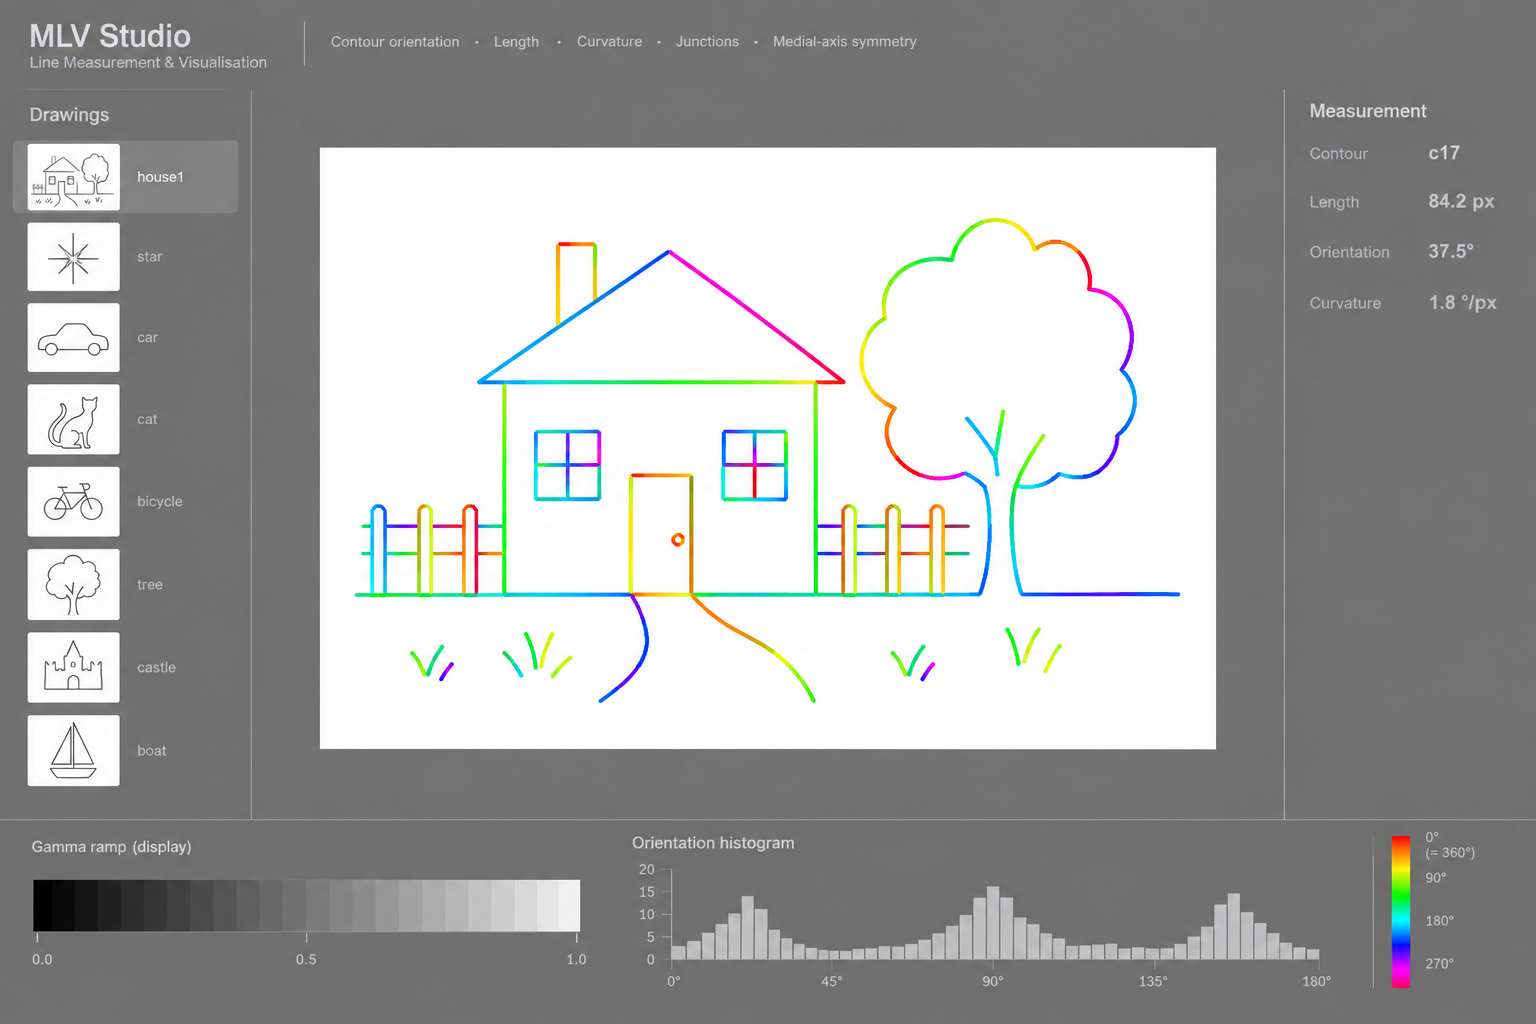 MLV Studio
Line Measurement & Visualisation
Contour orientation • Length • Curvature • Junctions • Medial-axis symmetry
Drawings
house1
star
car
cat
bicycle
tree
castle
boat
Measurement
Contour c17
Length 84.2 px
Orientation 37.5°
Curvature 1.8 °/px
Gamma ramp (display)
0.0 0.5 1.0
Orientation histogram
20
15
10
5
0
0° 45° 90° 135° 180°
0°
(= 360°)
90°
180°
270°